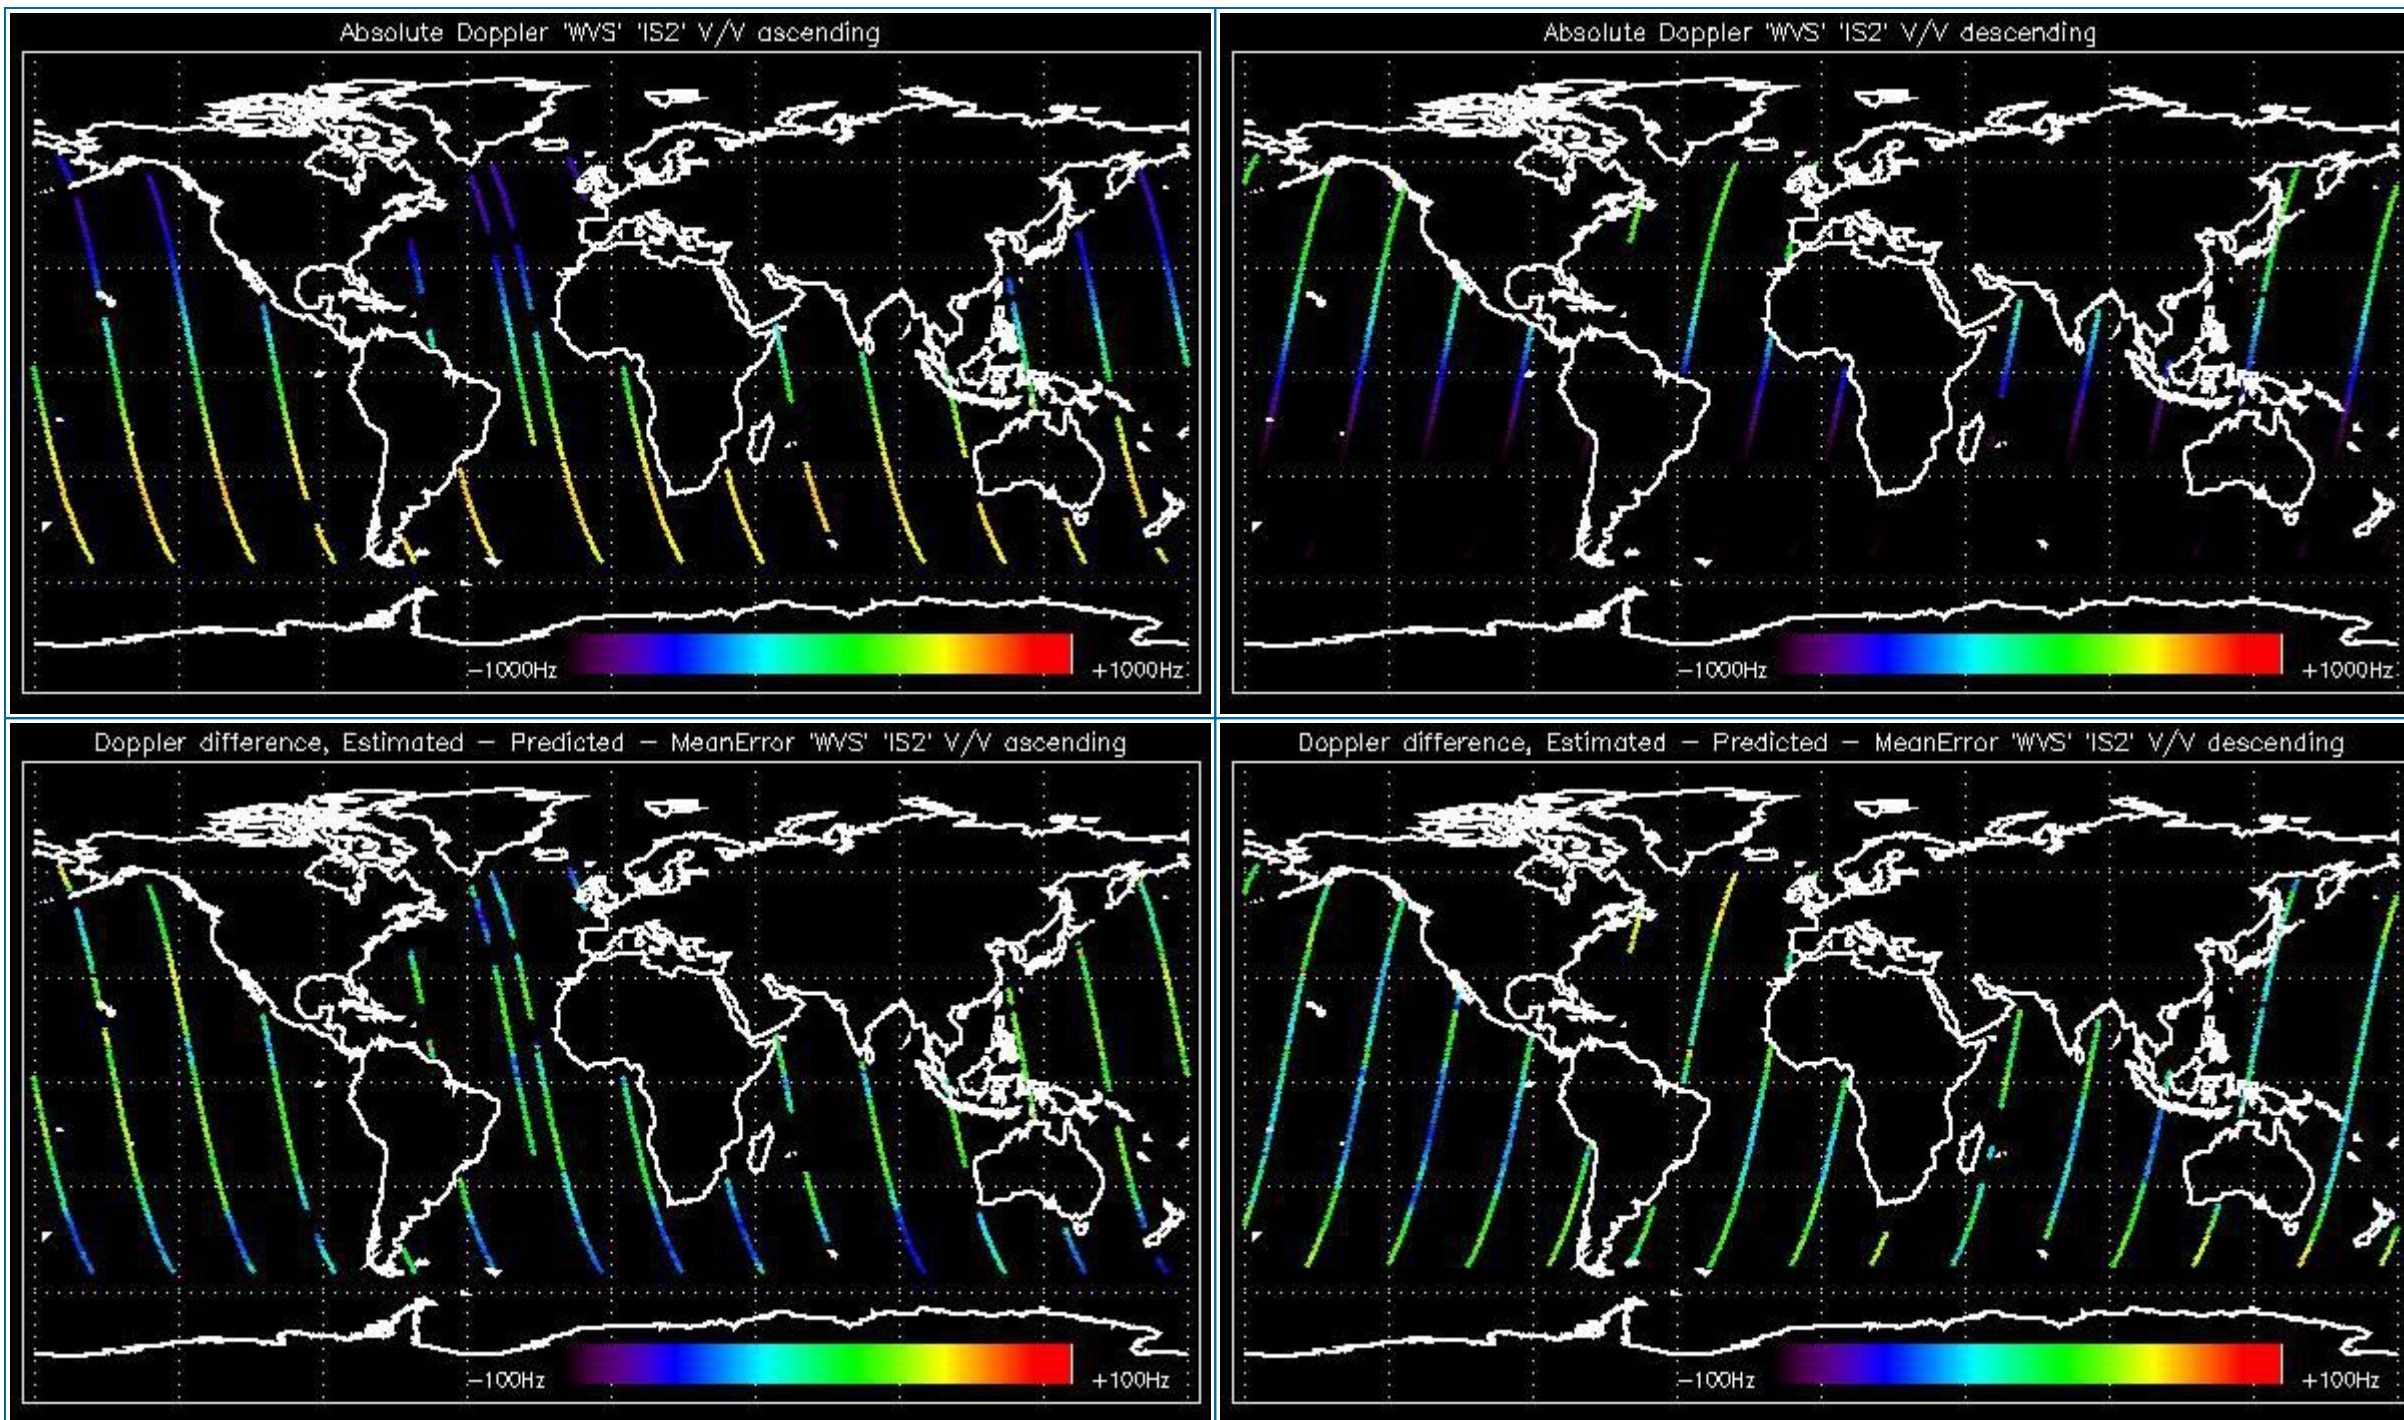 Absolute Doppler 'WVS' 'IS2' V/V ascending
-1000Hz
+1000Hz
Absolute Doppler 'WVS' 'IS2' V/V descending
-1000Hz
+1000Hz
Doppler difference, Estimated - Predicted - MeanError 'WVS' 'IS2' V/V ascending
-100Hz
+100Hz
Doppler difference, Estimated - Predicted - MeanError 'WVS' 'IS2' V/V descending
-100Hz
+100Hz